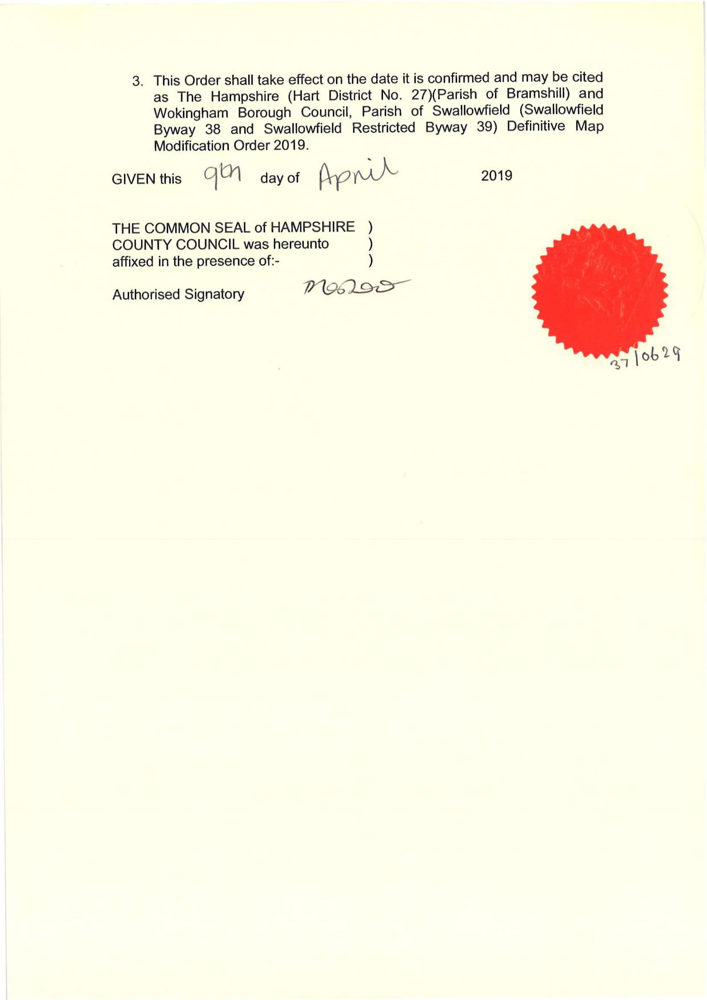 3. This Order shall take effect on the date it is confirmed and may be cited
as The Hampshire (Hart District No. 27)(Parish of Bramshill) and
Wokingham Borough Council, Parish of Swallowfield (Swallowfield
Byway 38 and Swallowfield Restricted Byway 39) Definitive Map
Modification Order 2019.
GIVEN this 9th day of April 2019
THE COMMON SEAL of HAMPSHIRE )
COUNTY COUNCIL was hereunto )
affixed in the presence of:- )
Authorised Signatory
37/0629